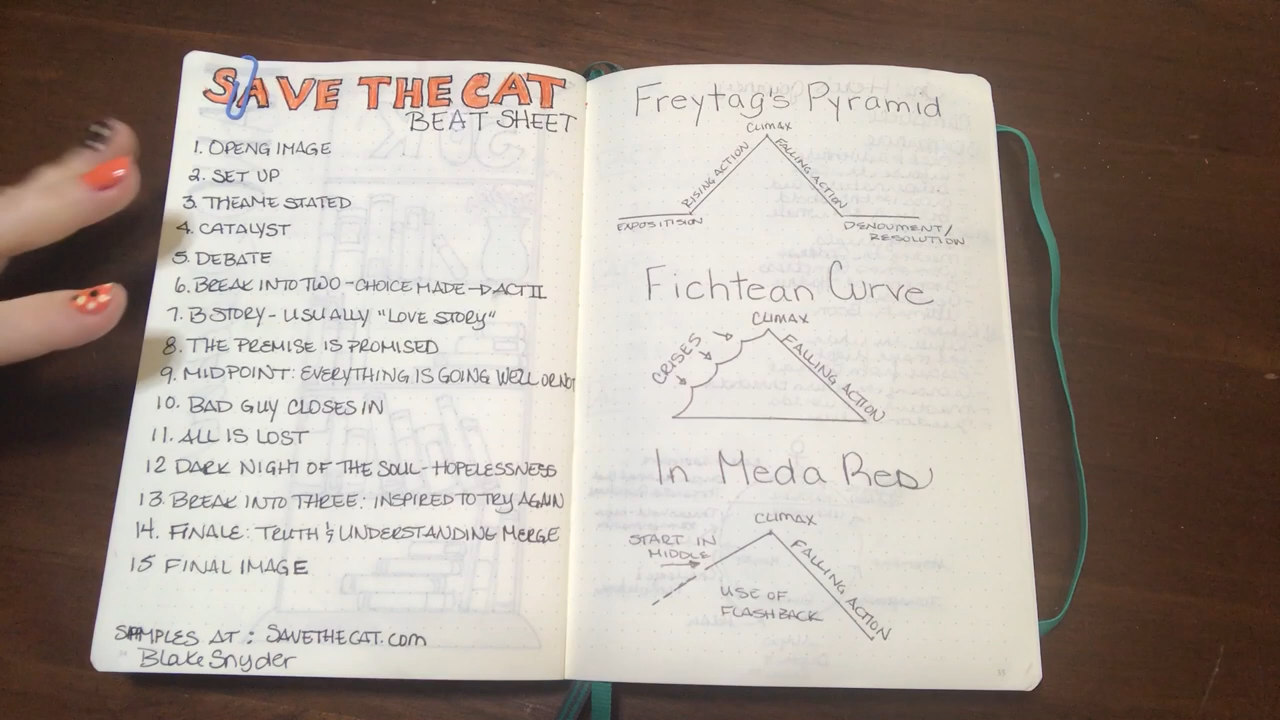 SAVE THE CAT
BEAT SHEET
1. OPENG IMAGE
2. SET UP
3. THEAME STATED
4. CATALYST
5. DEBATE
6. BREAK INTO TWO - CHOICE MADE → ACT II
7. B STORY - USUALLY "LOVE STORY"
8. THE PREMISE IS PROMISED
9. MIDPOINT: EVERYTHING IS GOING WELL OR NOT
10. BAD GUY CLOSES IN
11. ALL IS LOST
12 DARK NIGHT OF THE SOUL - HOPELESSNESS
13. BREAK INTO THREE: INSPIRED TO TRY AGAIN
14. FINALE: TRUTH & UNDERSTANDING MERGE
15 FINAL IMAGE
SAMPLES AT: SAVETHECAT.com
Blake Snyder
Freytag's Pyramid
CLIMAX
RISING ACTION
FALLING ACTION
EXPOSITISION
DENOUMENT/
RESOLUTION
Fichtean Curve
CLIMAX
CRISES
FALLING ACTION
In Meda Res
CLIMAX
START IN
MIDDLE
FALLING ACTION
USE OF
FLASHBACK